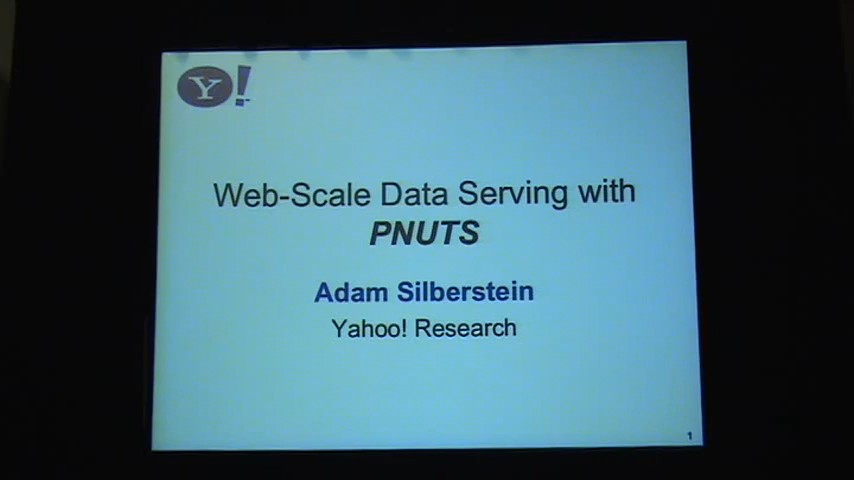 Y!
Web-Scale Data Serving with
PNUTS
Adam Silberstein
Yahoo! Research
1